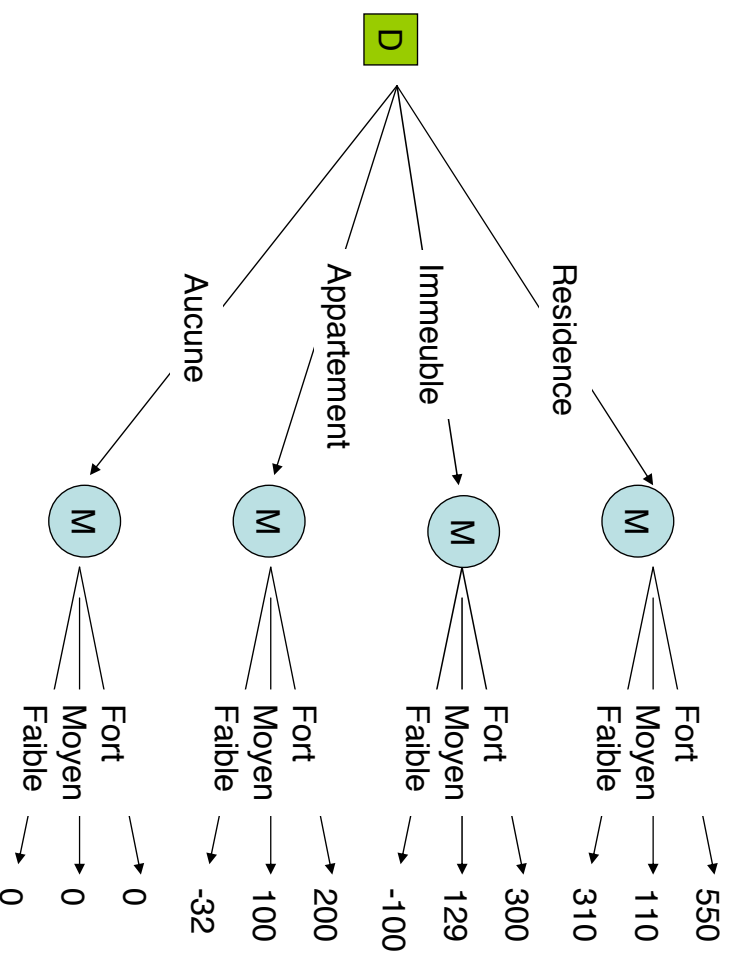 D
Residence
M
Fort 550
Moyen 110
Faible 310
Immeuble
M
Fort 300
Moyen 129
Faible -100
Appartement
M
Fort 200
Moyen 100
Faible -32
Aucune
M
Fort 0
Moyen 0
Faible 0